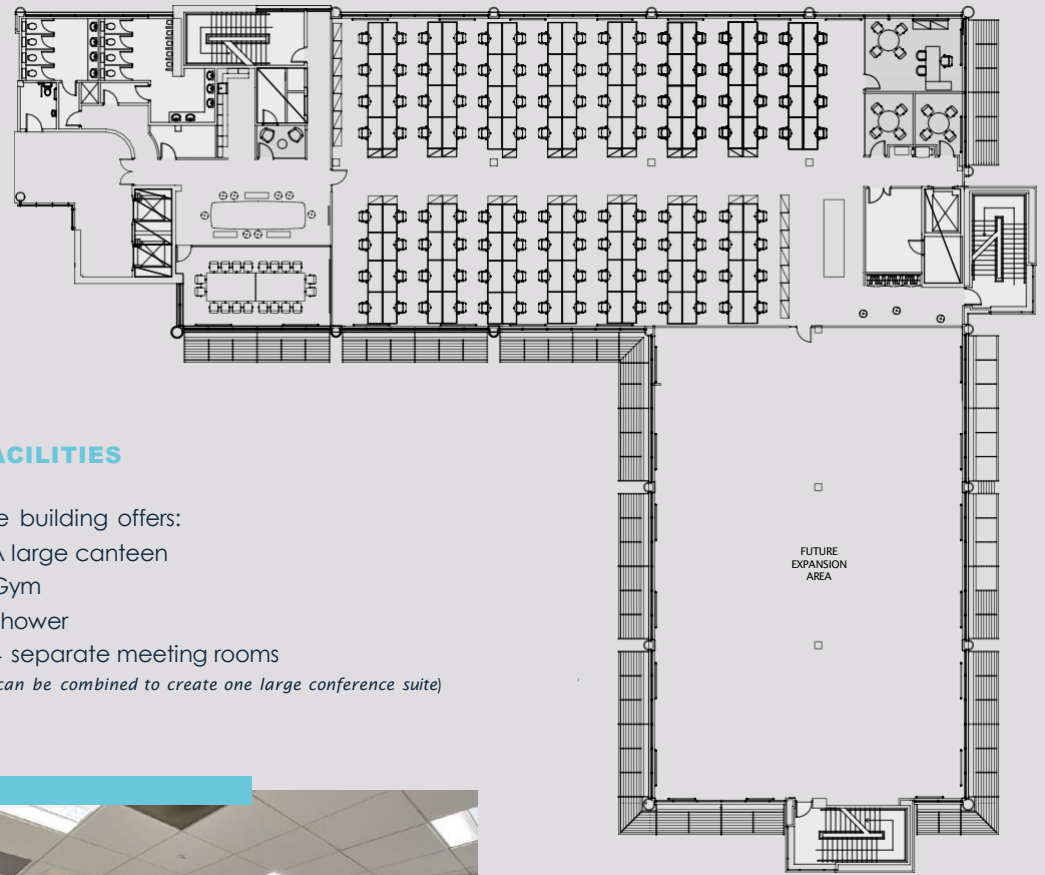 ACILITIES
e building offers:
A large canteen
Gym
hower
separate meeting rooms
can be combined to create one large conference suite)
FUTURE
EXPANSION
AREA